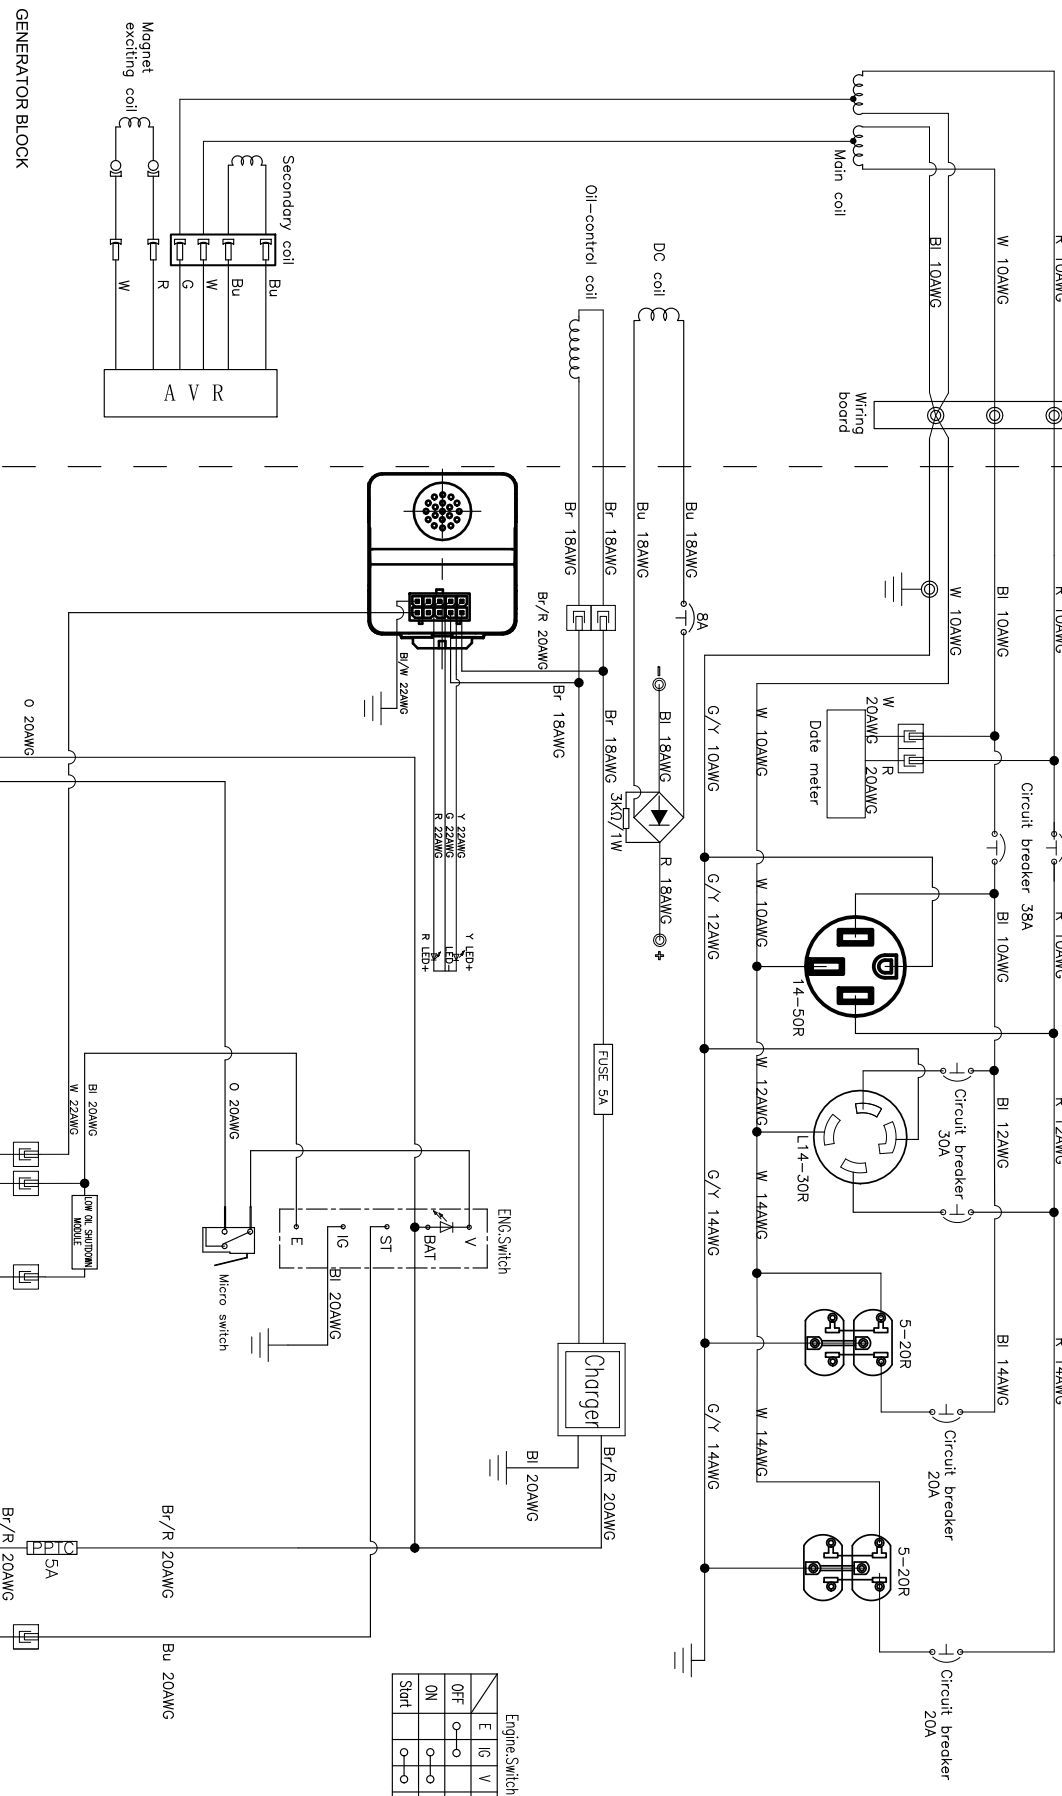 GENERATOR BLOCK
Magnet
exciting coil
Secondary coil
Main coil
Oil-control coil
DC coil
R 10AWG
W 10AWG
Bl 10AWG
W
R
G
W
Bu
Bu
A V R
Wiring
board
Br 18AWG
Br 18AWG
Bu 18AWG
Bu 18AWG
8A
W 10AWG
Bl 10AWG
R 10AWG
Br/R 20AWG
Bl/W 22AWG
Br 18AWG
Br 18AWG
Bl 18AWG
G/Y 10AWG
W 10AWG
W
20AWG
R
20AWG
Date meter
O 20AWG
Circuit breaker 38A
3KΩ/1W
Y 22AWG
G 22AWG
R 22AWG
R 18AWG
G/Y 12AWG
W 10AWG
Bl 10AWG
R 10AWG
Y LED+
LED-
R LED+
14-50R
FUSE 5A
Bl 20AWG
W 22AWG
O 20AWG
W 12AWG
Circuit breaker
30A
Bl 12AWG
R 12AWG
L14-30R
G/Y 14AWG
W 14AWG
LOW OIL SHUTDOWN
MODULE
ENG.Switch
E
IG
ST
BAT
V
Micro switch
Bl 20AWG
5-20R
Bl 14AWG
R 14AWG
Charger
G/Y 14AWG
W 14AWG
Circuit breaker
20A
Br/R 20AWG
Bl 20AWG
Br/R 20AWG
Br/R 20AWG
PPTC
5A
5-20R
Bu 20AWG
Circuit breaker
20A
Engine.Switch
E IG V
OFF
ON
Start